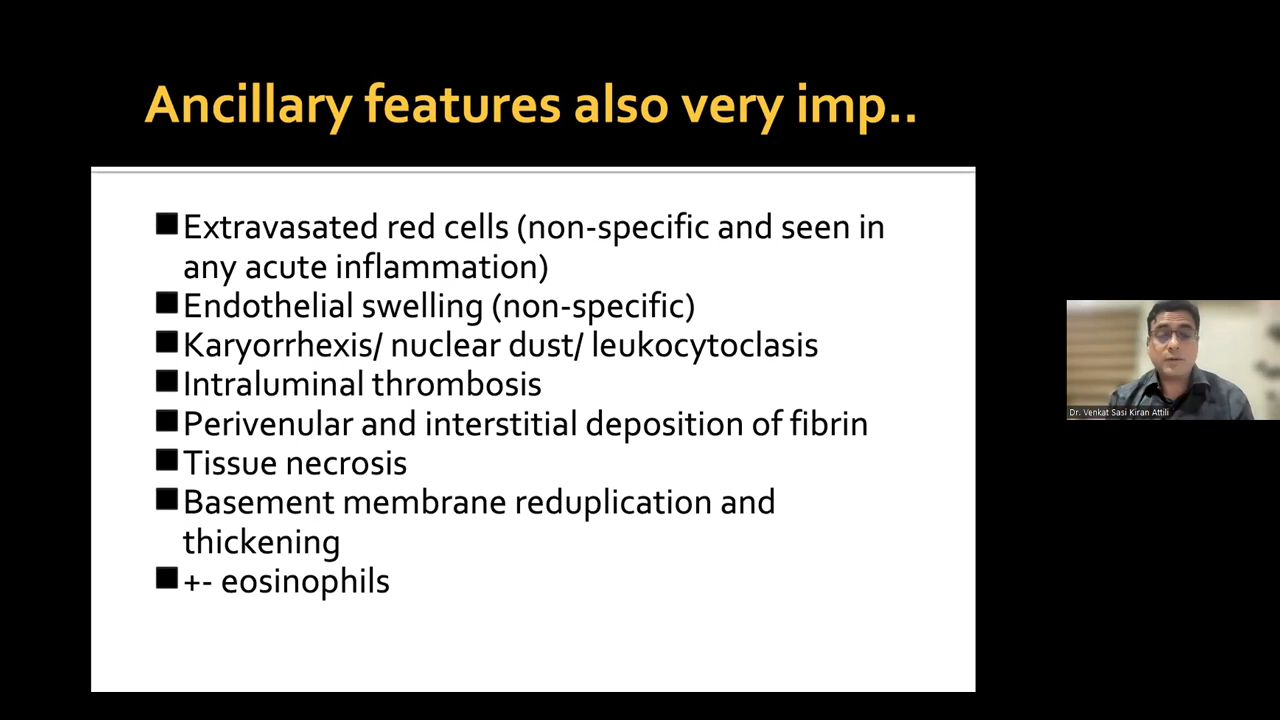 Ancillary features also very imp..
Extravasated red cells (non-specific and seen in
any acute inflammation)
Endothelial swelling (non-specific)
Karyorrhexis/ nuclear dust/ leukocytoclasis
Intraluminal thrombosis
Perivenular and interstitial deposition of fibrin
Tissue necrosis
Basement membrane reduplication and
thickening
+- eosinophils
Dr. Venkat Sasi Kiran Attili